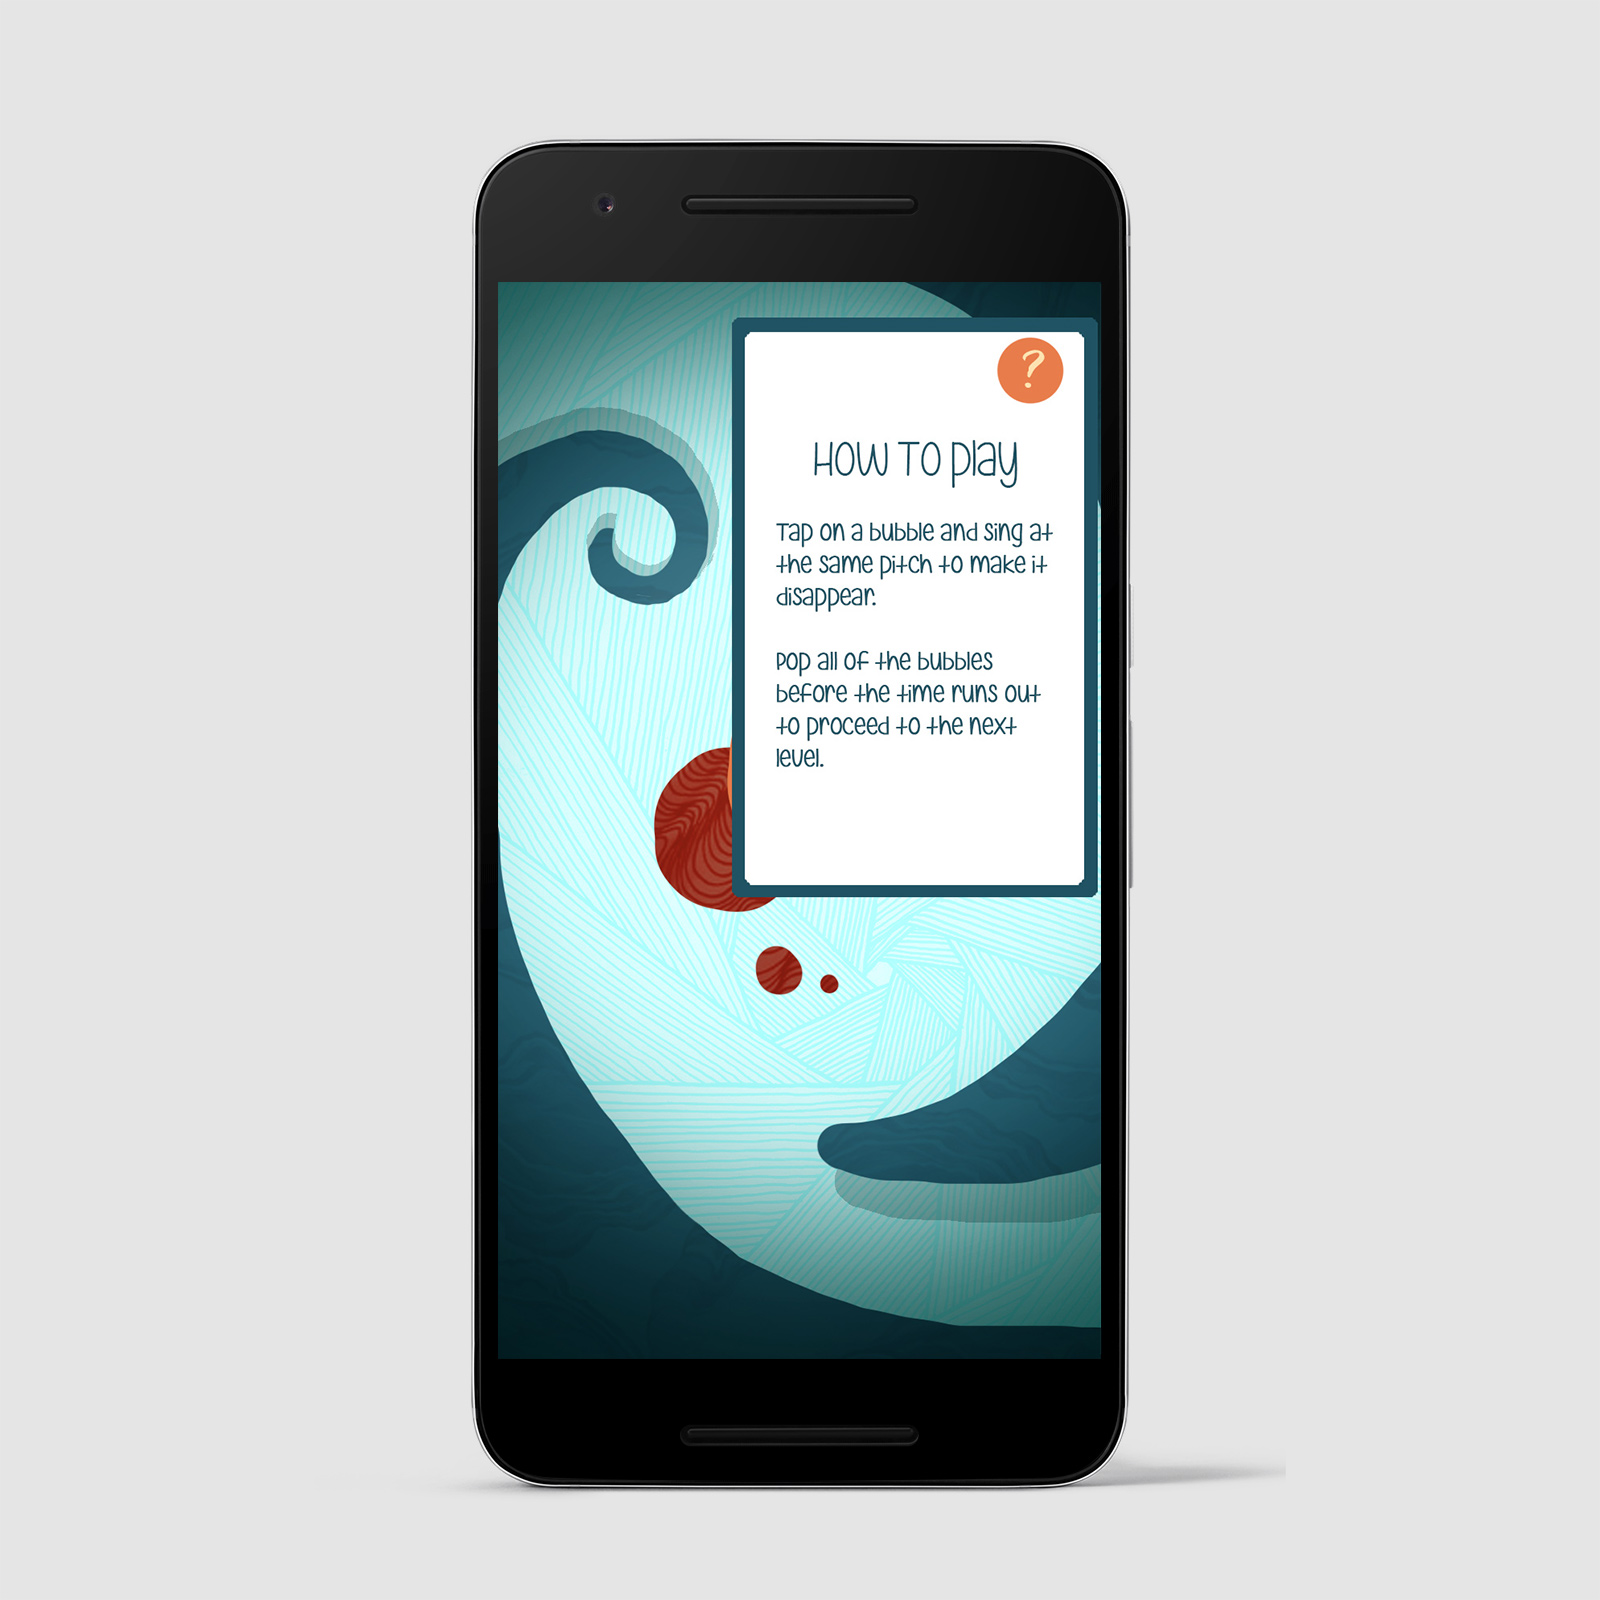 ?
How to play
Tap on a bubble and sing at
the same pitch to make it
disappear.
Pop all of the bubbles
before the time runs out
to proceed to the next
level.